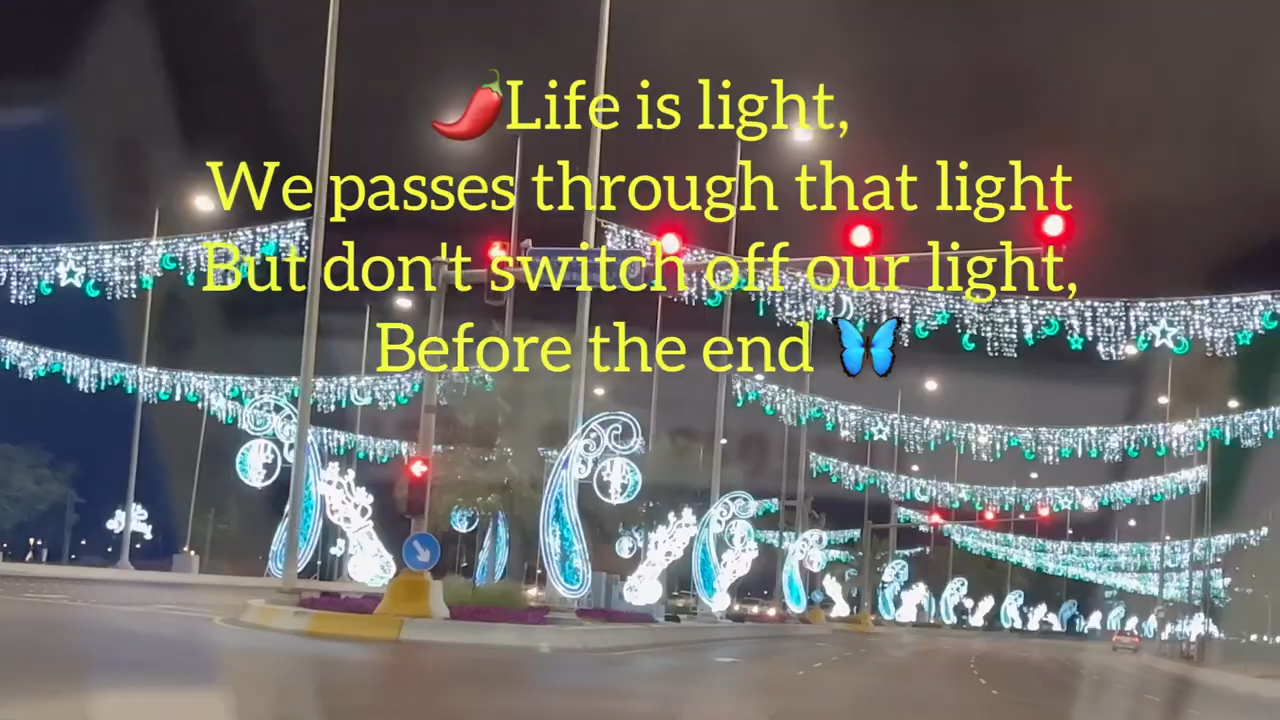 🌶️Life is light,
We passes through that light
But don't switch off our light,
Before the end 🦋